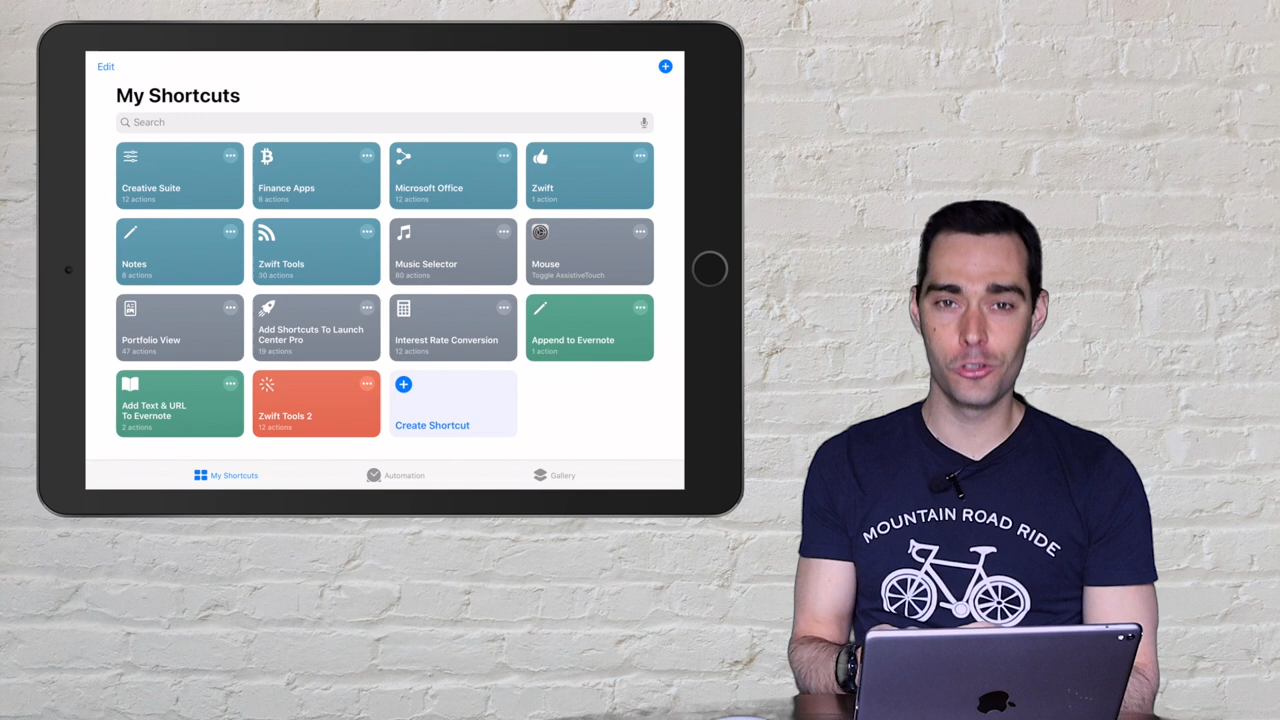 Edit
My Shortcuts
Search
Creative Suite
12 actions
Finance Apps
8 actions
Microsoft Office
12 actions
Zwift
1 action
Notes
8 actions
Zwift Tools
30 actions
Music Selector
80 actions
Mouse
Toggle AssistiveTouch
Portfolio View
47 actions
Add Shortcuts To Launch
Center Pro
19 actions
Interest Rate Conversion
12 actions
Append to Evernote
1 action
Add Text & URL
To Evernote
2 actions
Zwift Tools 2
12 actions
Create Shortcut
My Shortcuts
Automation
Gallery
MOUNTAIN ROAD RIDE